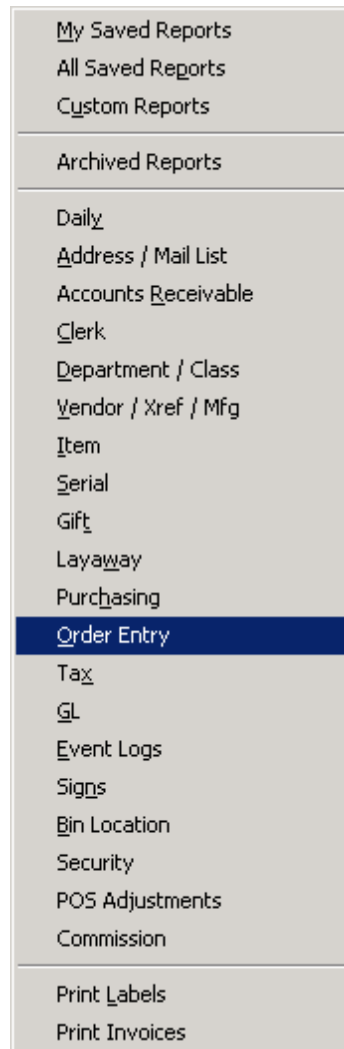 My Saved Reports
All Saved Reports
Custom Reports
Archived Reports
Daily
Address / Mail List
Accounts Receivable
Clerk
Department / Class
Vendor / Xref / Mfg
Item
Serial
Gift
Layaway
Purchasing
Order Entry
Tax
GL
Event Logs
Signs
Bin Location
Security
POS Adjustments
Commission
Print Labels
Print Invoices